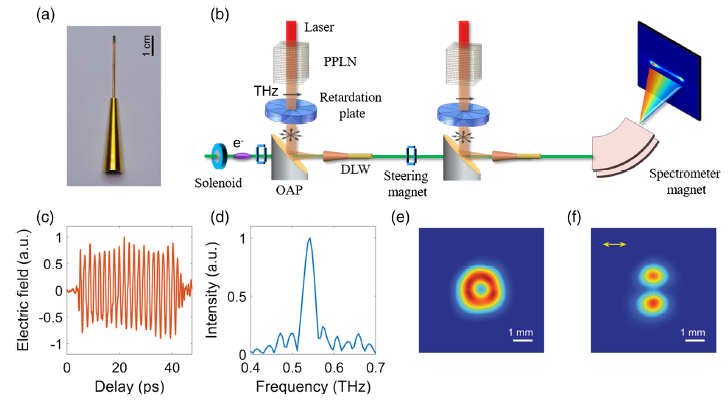 (a)
1 cm
(b)
Laser
PPLN
THz
Retardation
plate
e-
Solenoid
OAP
DLW
Steering
magnet
Spectrometer
magnet
(c)
Electric field (a.u.)
1
0.5
0
-0.5
-1
0 20 40
Delay (ps)
(d)
Intensity (a.u.)
1
0.5
0
0.4 0.5 0.6 0.7
Frequency (THz)
(e)
1 mm
(f)
1 mm